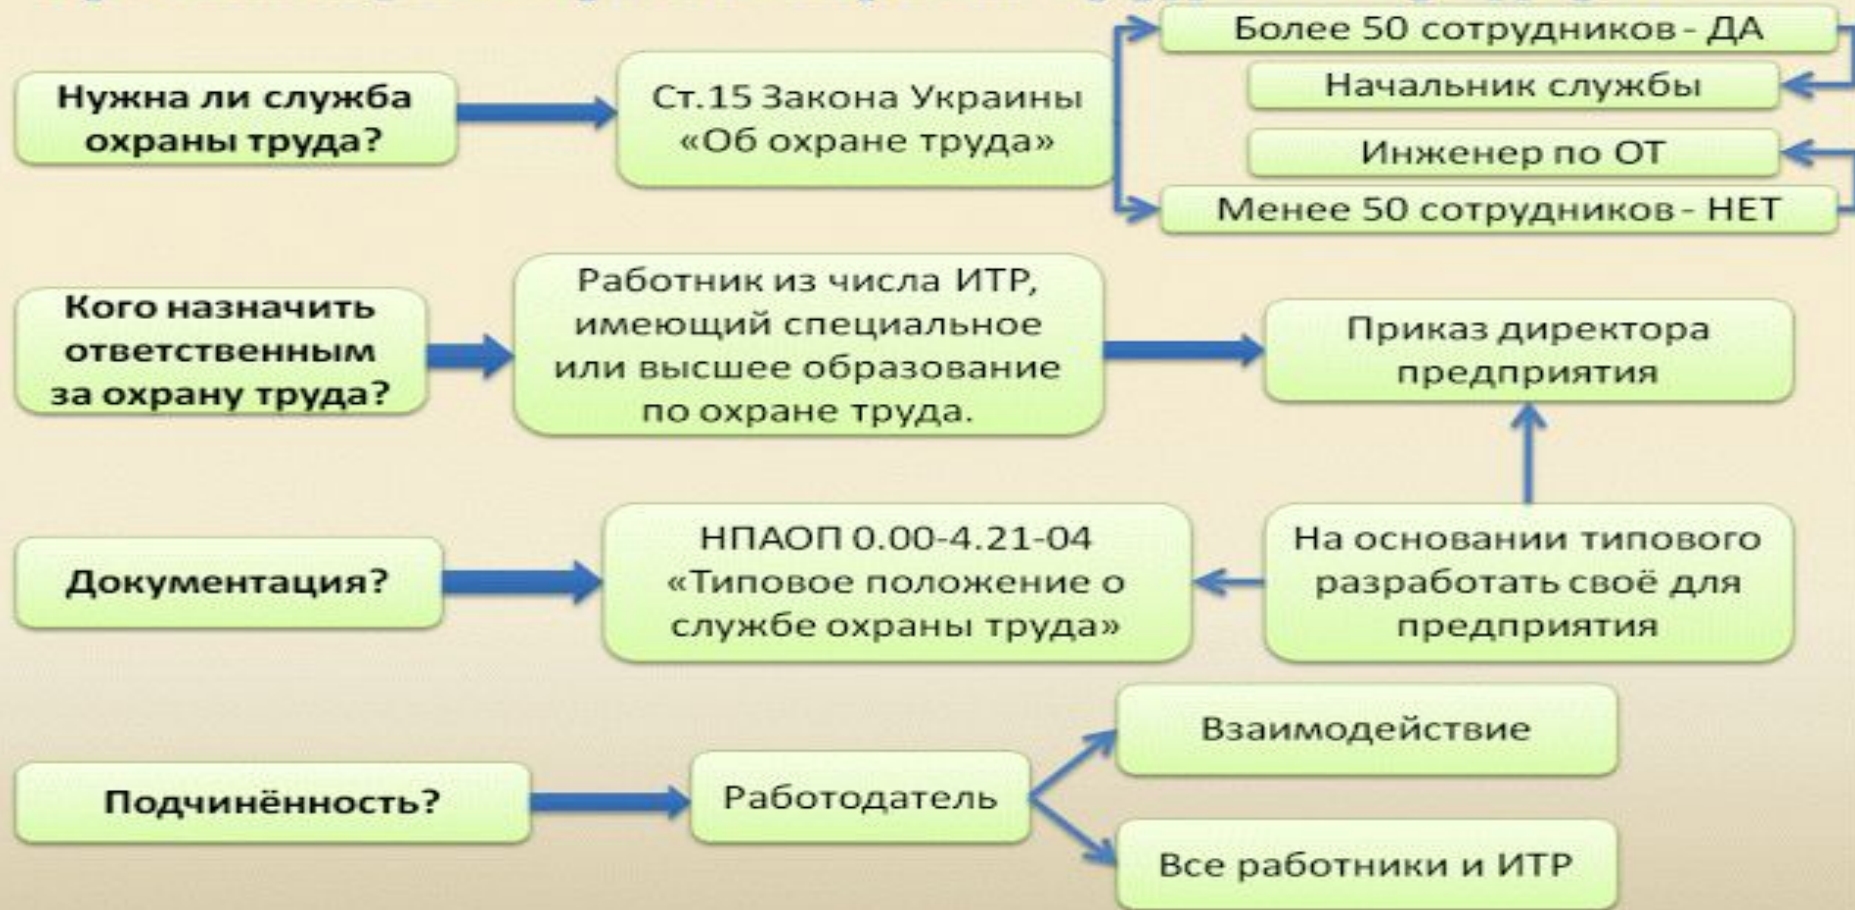 Нужна ли служба
охраны труда?
Ст.15 Закона Украины
«Об охране труда»
Более 50 сотрудников - ДА
Начальник службы
Инженер по ОТ
Менее 50 сотрудников - НЕТ
Кого назначить
ответственным
за охрану труда?
Работник из числа ИТР,
имеющий специальное
или высшее образование
по охране труда.
Приказ директора
предприятия
Документация?
НПАОП 0.00-4.21-04
«Типовое положение о
службе охраны труда»
На основании типового
разработать своё для
предприятия
Подчинённость?
Работодатель
Взаимодействие
Все работники и ИТР